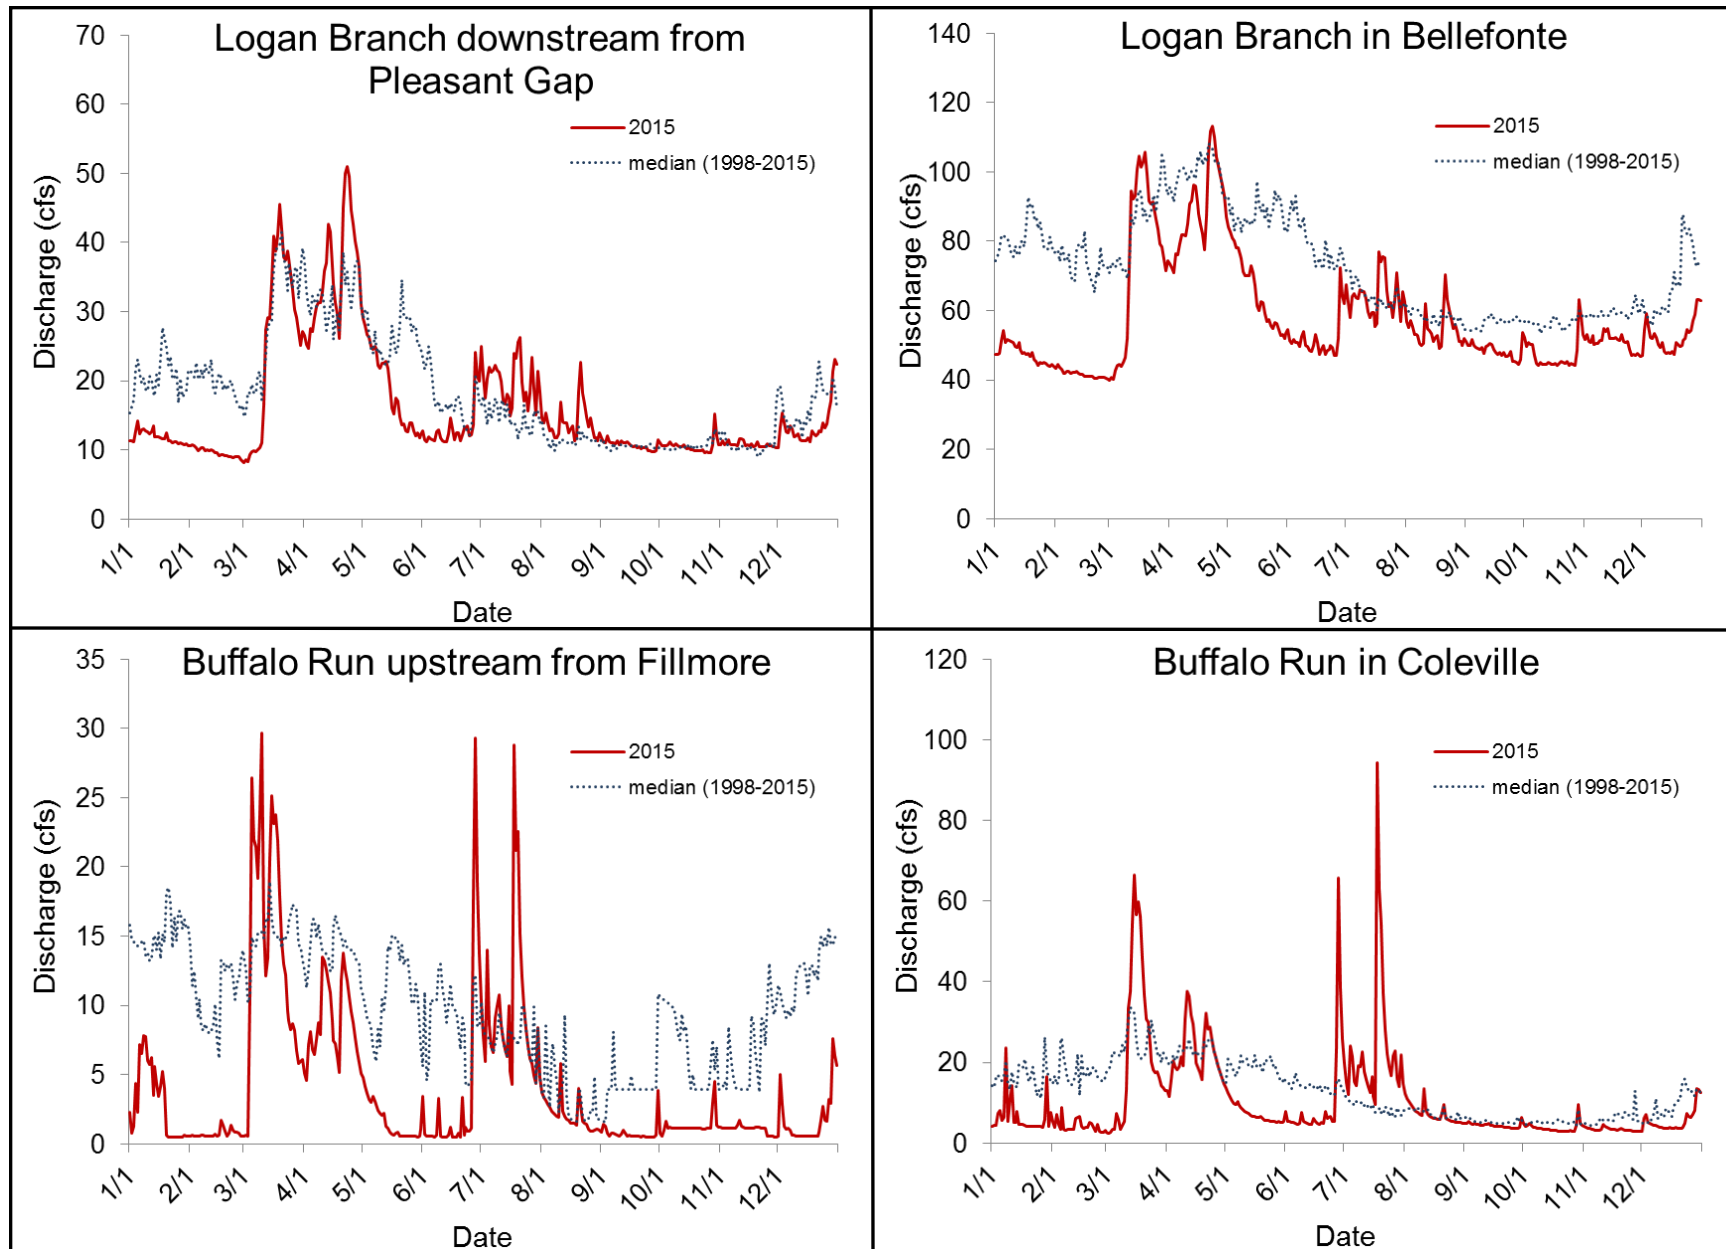 Logan Branch downstream from
Pleasant Gap
70
60
50
40
30
20
10
0
Discharge (cfs)
2015
median (1998-2015)
1/1 2/1 3/1 4/1 5/1 6/1 7/1 8/1 9/1 10/1 11/1 12/1
Date
Logan Branch in Bellefonte
140
120
100
80
60
40
20
0
Discharge (cfs)
2015
median (1998-2015)
1/1 2/1 3/1 4/1 5/1 6/1 7/1 8/1 9/1 10/1 11/1 12/1
Date
Buffalo Run upstream from Fillmore
35
30
25
20
15
10
5
0
Discharge (cfs)
2015
median (1998-2015)
1/1 2/1 3/1 4/1 5/1 6/1 7/1 8/1 9/1 10/1 11/1 12/1
Date
Buffalo Run in Coleville
120
100
80
60
40
20
0
Discharge (cfs)
2015
median (1998-2015)
1/1 2/1 3/1 4/1 5/1 6/1 7/1 8/1 9/1 10/1 11/1 12/1
Date